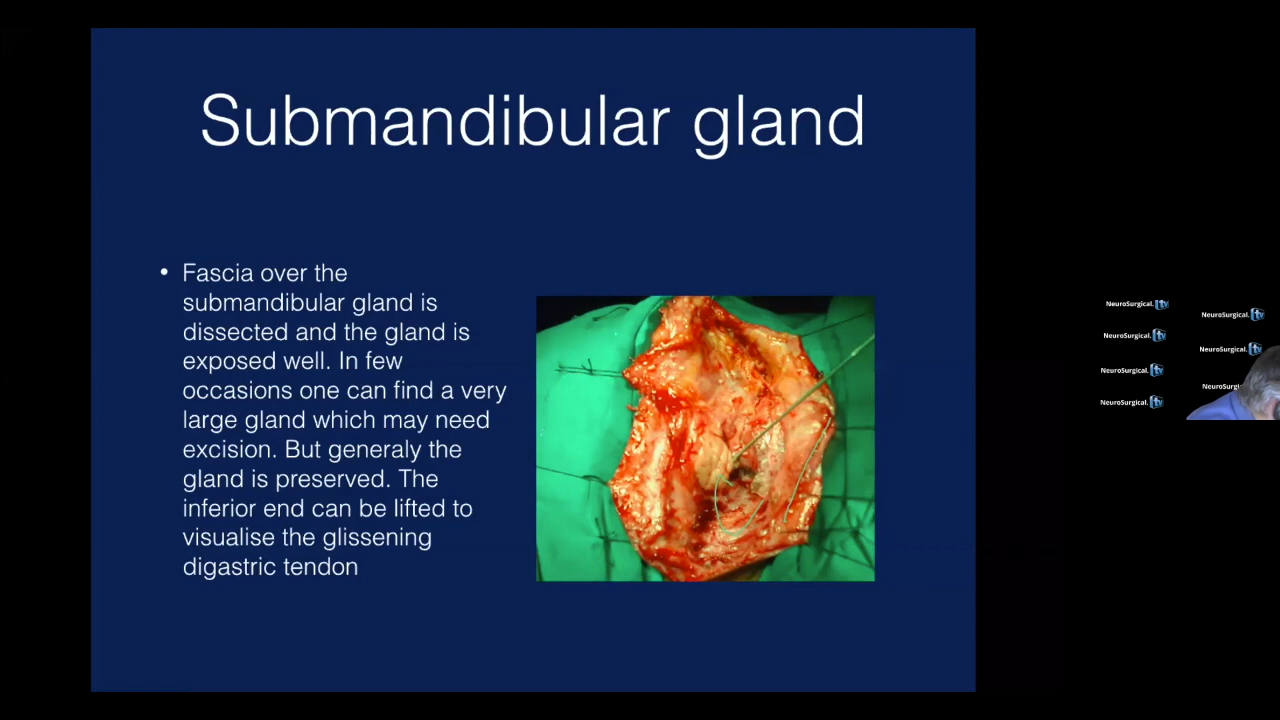 Submandibular gland
• Fascia over the
submandibular gland is
dissected and the gland is
exposed well. In few
occasions one can find a very
large gland which may need
excision. But generaly the
gland is preserved. The
inferior end can be lifted to
visualise the glissening
digastric tendon
NeuroSurgical.tv
NeuroSurgical.tv
NeuroSurgical.tv
NeuroSurgical.tv
NeuroSurgical.tv
NeuroSurgical.tv